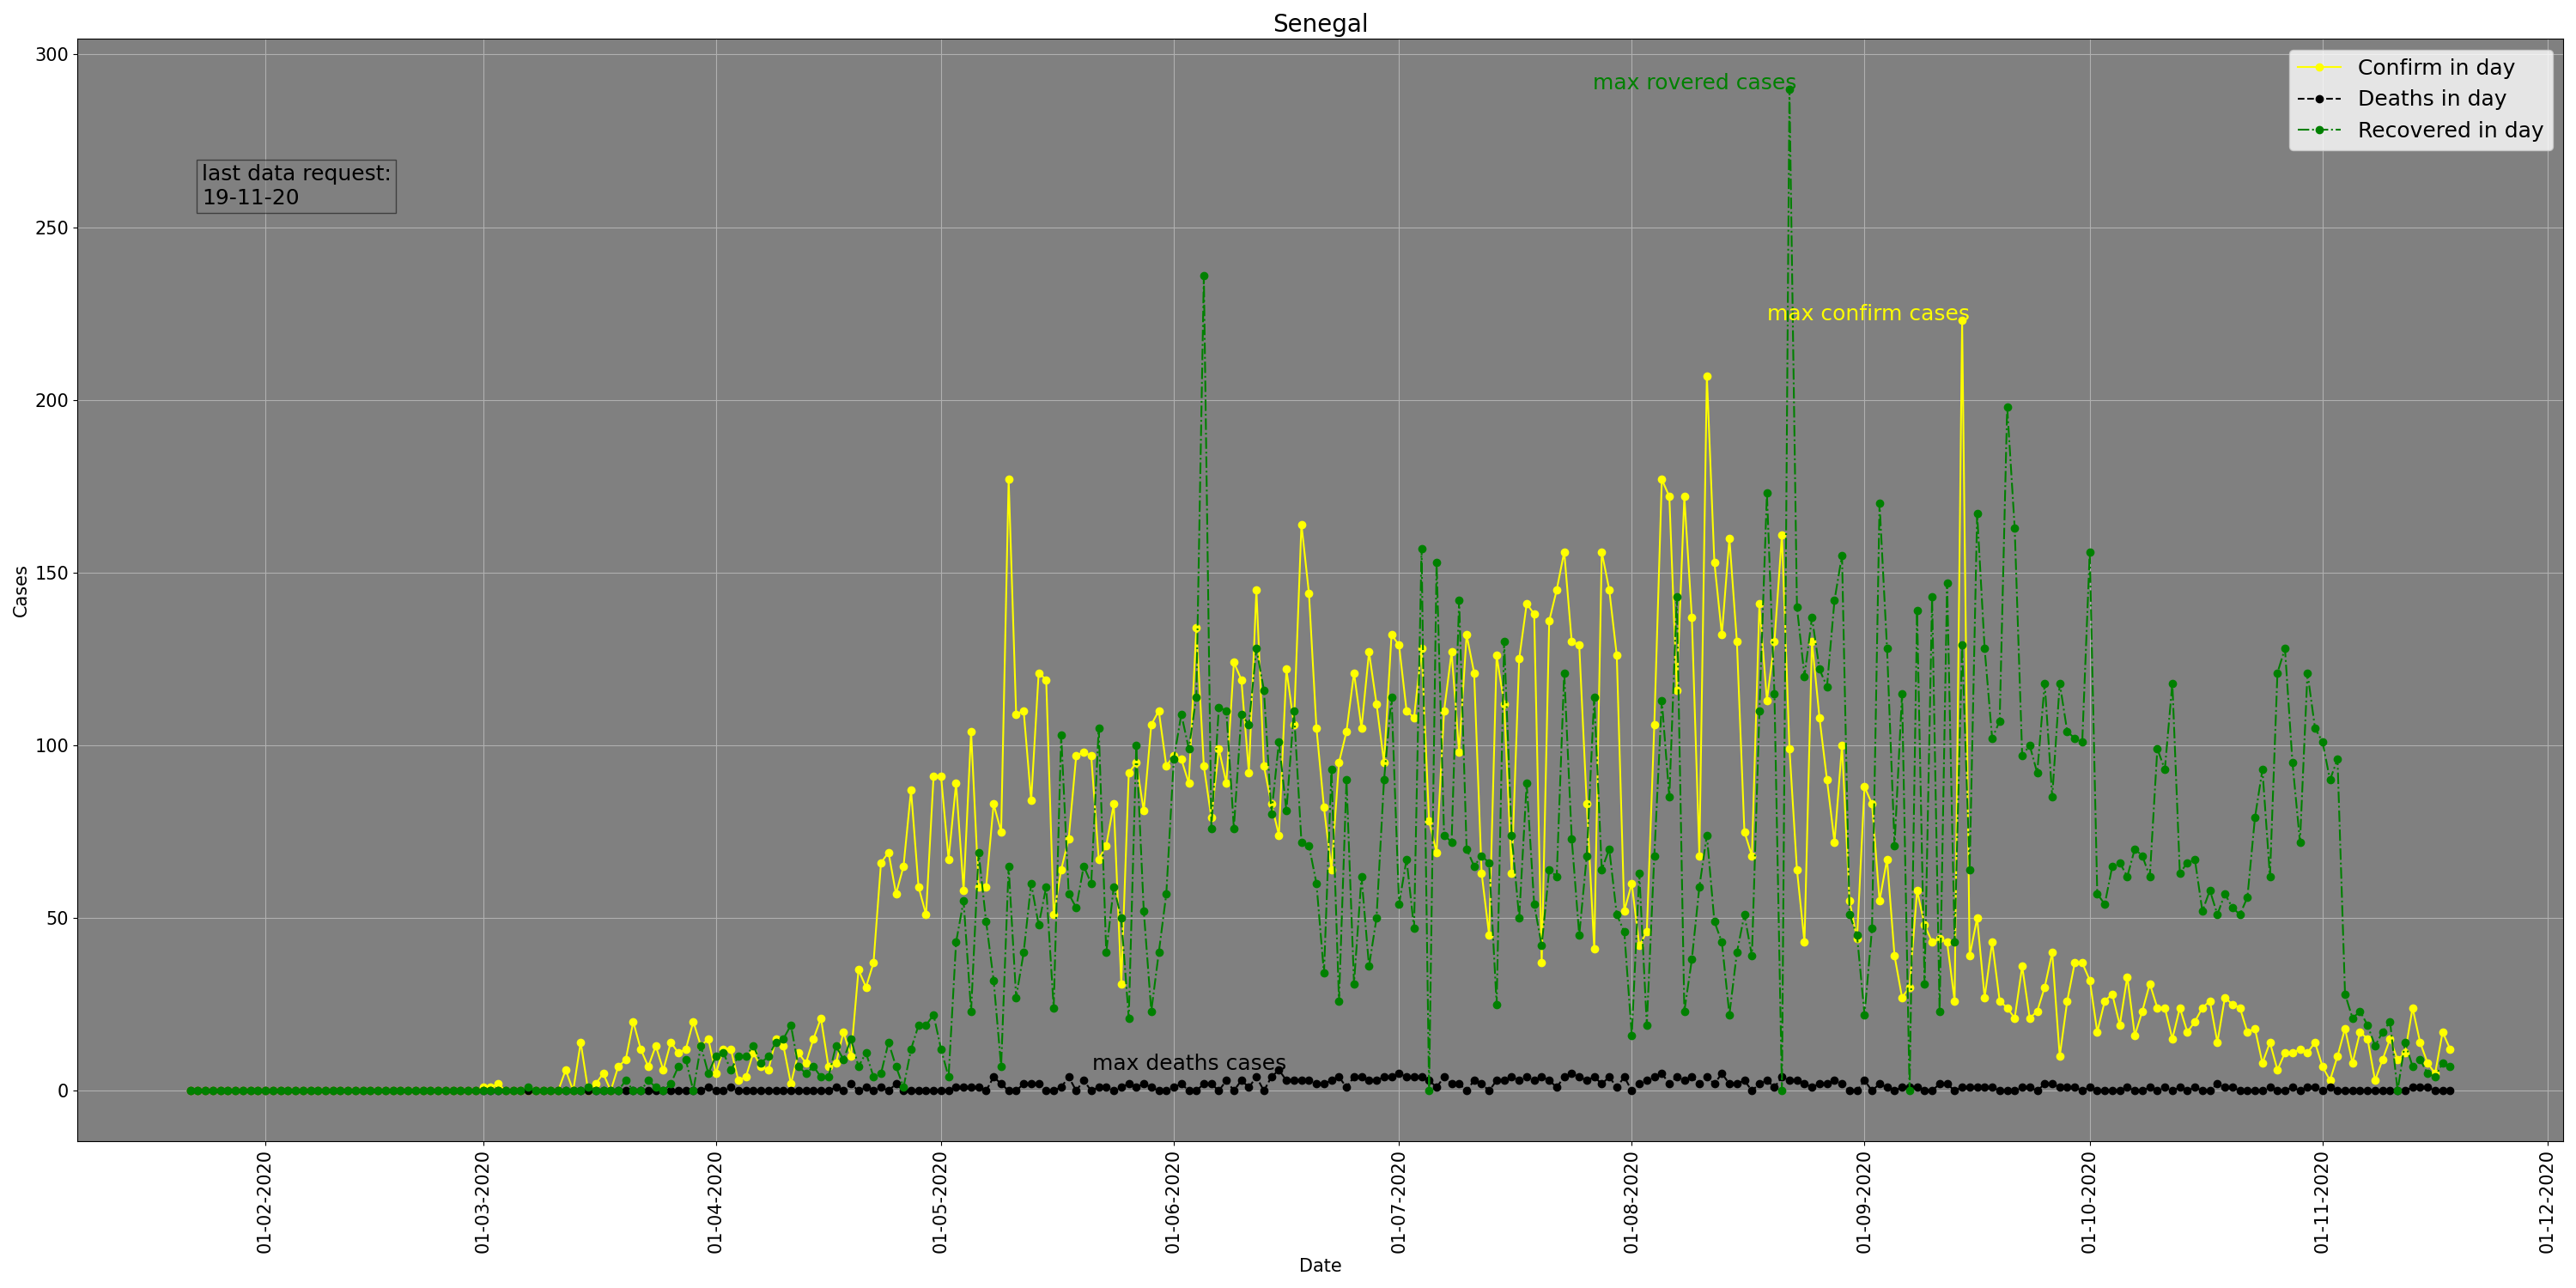 Senegal
300
250
200
150
100
50
0
Cases
last data request:
19-11-20
max rovered cases
max confirm cases
max deaths cases
Confirm in day
Deaths in day
Recovered in day
01-02-2020
01-03-2020
01-04-2020
01-05-2020
01-06-2020
01-07-2020
01-08-2020
01-09-2020
01-10-2020
01-11-2020
01-12-2020
Date